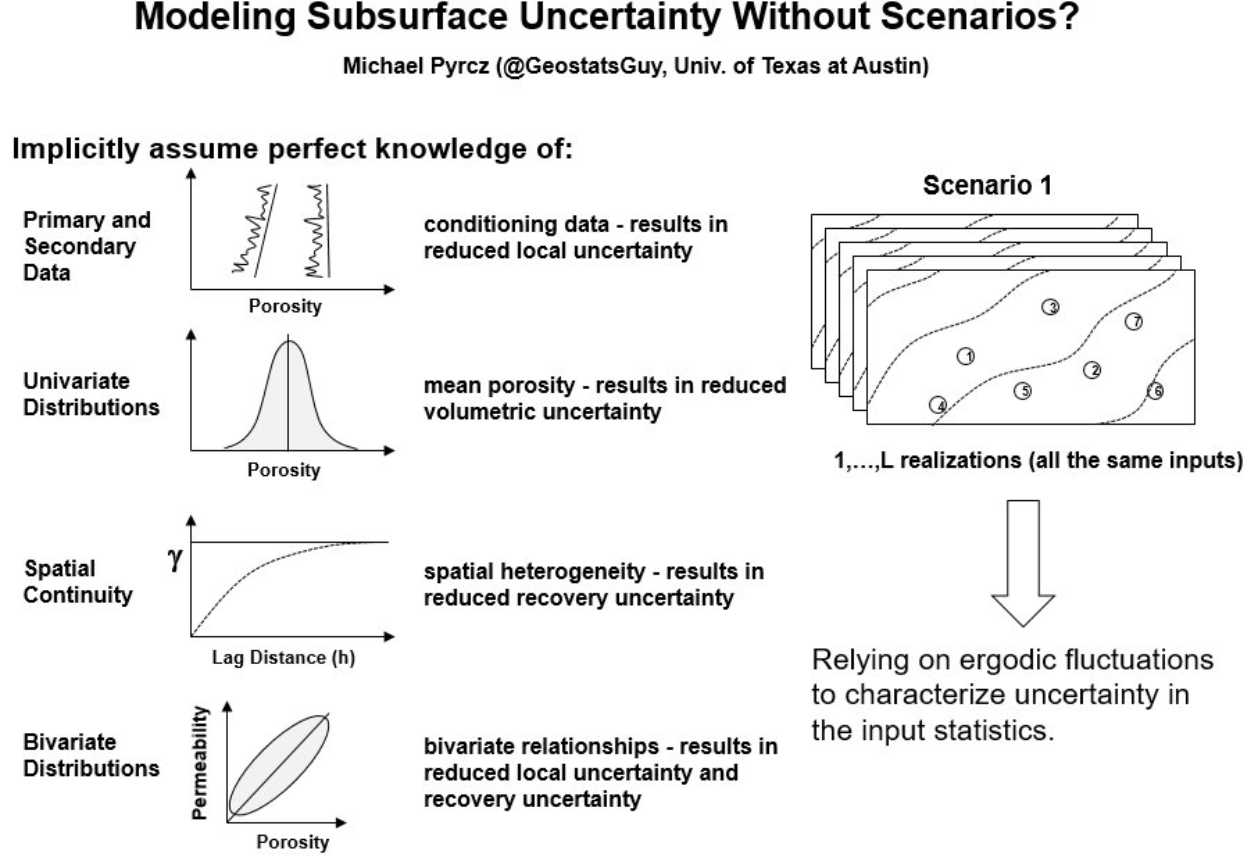 Modeling Subsurface Uncertainty Without Scenarios?
Michael Pyrcz (@GeostatsGuy, Univ. of Texas at Austin)
Implicitly assume perfect knowledge of:
Primary and
Secondary
Data
Porosity
conditioning data - results in
reduced local uncertainty
Univariate
Distributions
Porosity
mean porosity - results in reduced
volumetric uncertainty
Spatial
Continuity
γ
Lag Distance (h)
spatial heterogeneity - results in
reduced recovery uncertainty
Bivariate
Distributions
Permeability
Porosity
bivariate relationships - results in
reduced local uncertainty and
recovery uncertainty
Scenario 1
3
7
1
2
5
6
4
1,...,L realizations (all the same inputs)
Relying on ergodic fluctuations
to characterize uncertainty in
the input statistics.